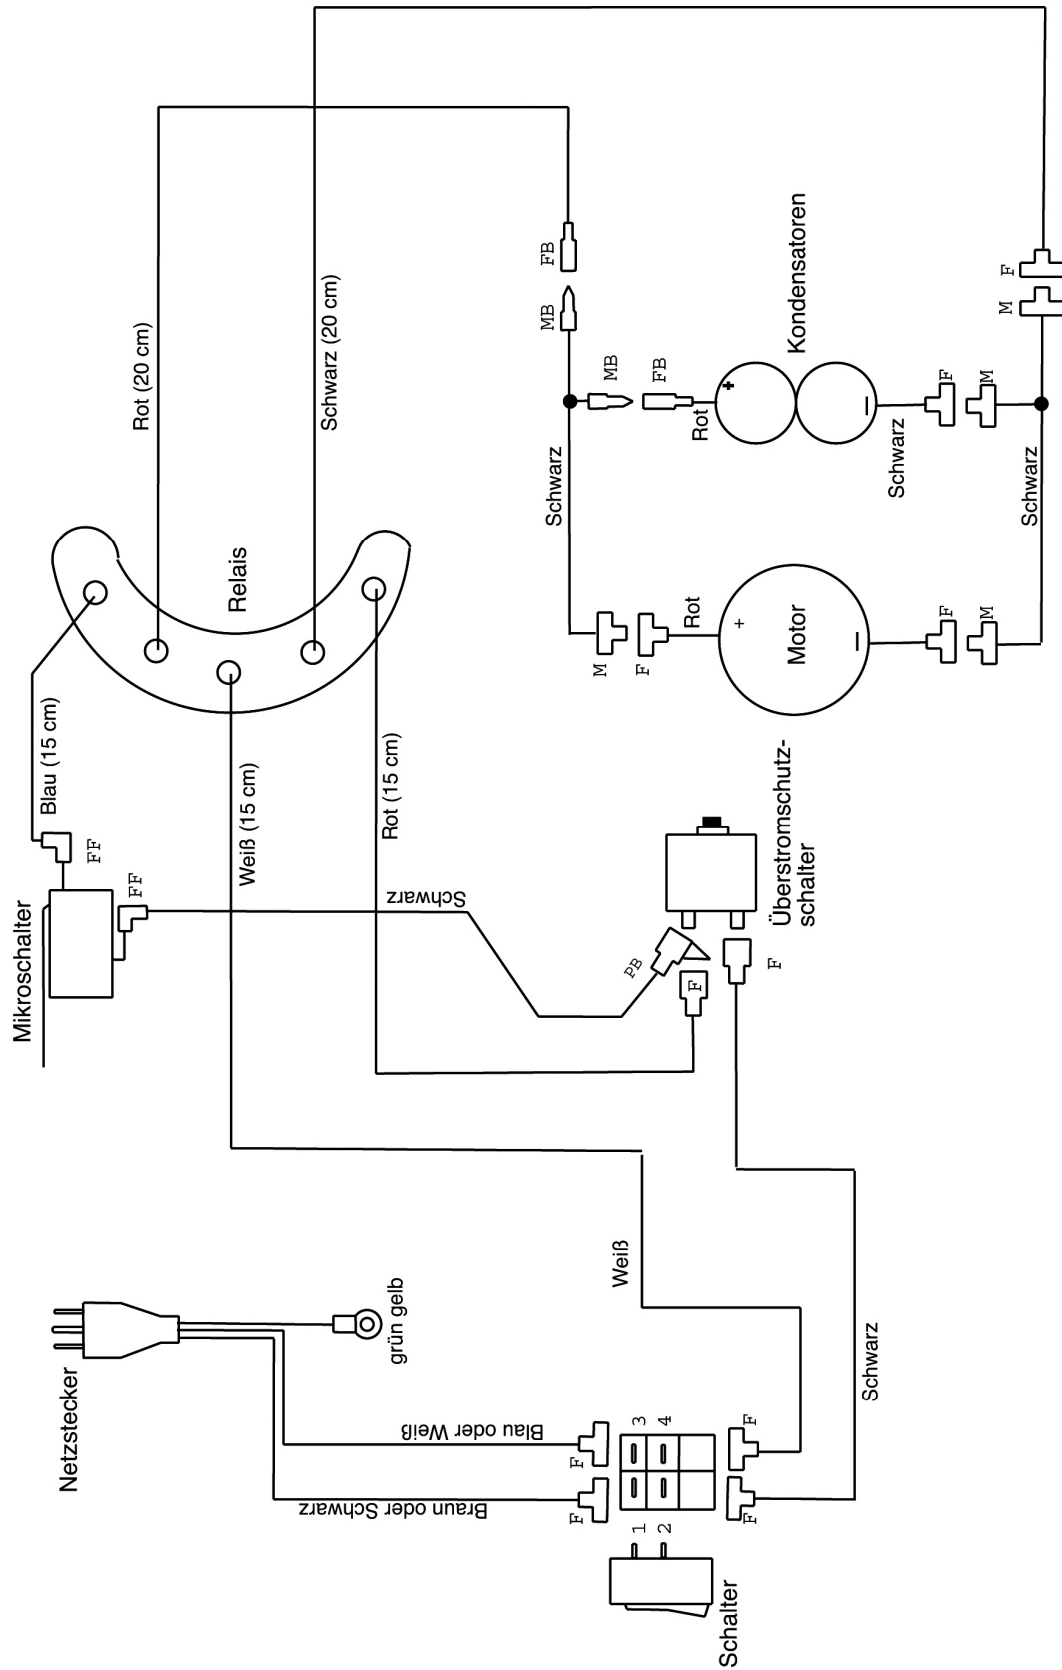 Netzstecker
grün gelb
Blau oder Weiß
Braun oder Schwarz
F
F
1
2
3
4
Schalter
F
F
Weiß
Schwarz
Mikroschalter
FF
FF
Blau (15 cm)
Weiß (15 cm)
Rot (15 cm)
Schwarz
PB
F
F
Überstromschutz-
schalter
Relais
Rot (20 cm)
Schwarz (20 cm)
FB
MB
MB
FB
Rot
+
Kondensatoren
–
Schwarz
F
M
F
M
Schwarz
Schwarz
M
F
Rot
+
Motor
–
F
M